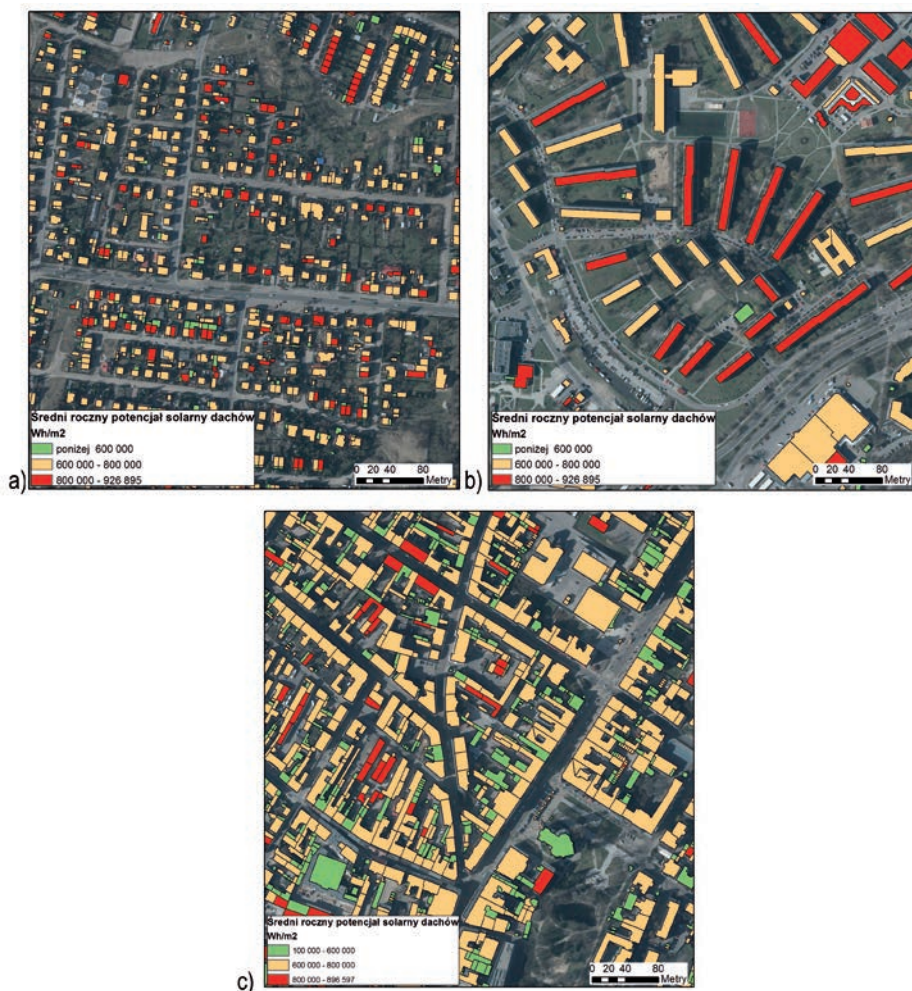 Średni roczny potencjał solarny dachów
Wh/m2
poniżej 600 000
600 000 - 800 000
800 000 - 926 895
0 20 40 80
Metry
a)
Średni roczny potencjał solarny dachów
Wh/m2
poniżej 600 000
600 000 - 800 000
800 000 - 926 895
0 20 40 80
Metry
b)
Średni roczny potencjał solarny dachów
Wh/m2
100 000 - 600 000
600 000 - 800 000
800 000 - 896 597
0 20 40 80
Metry
c)